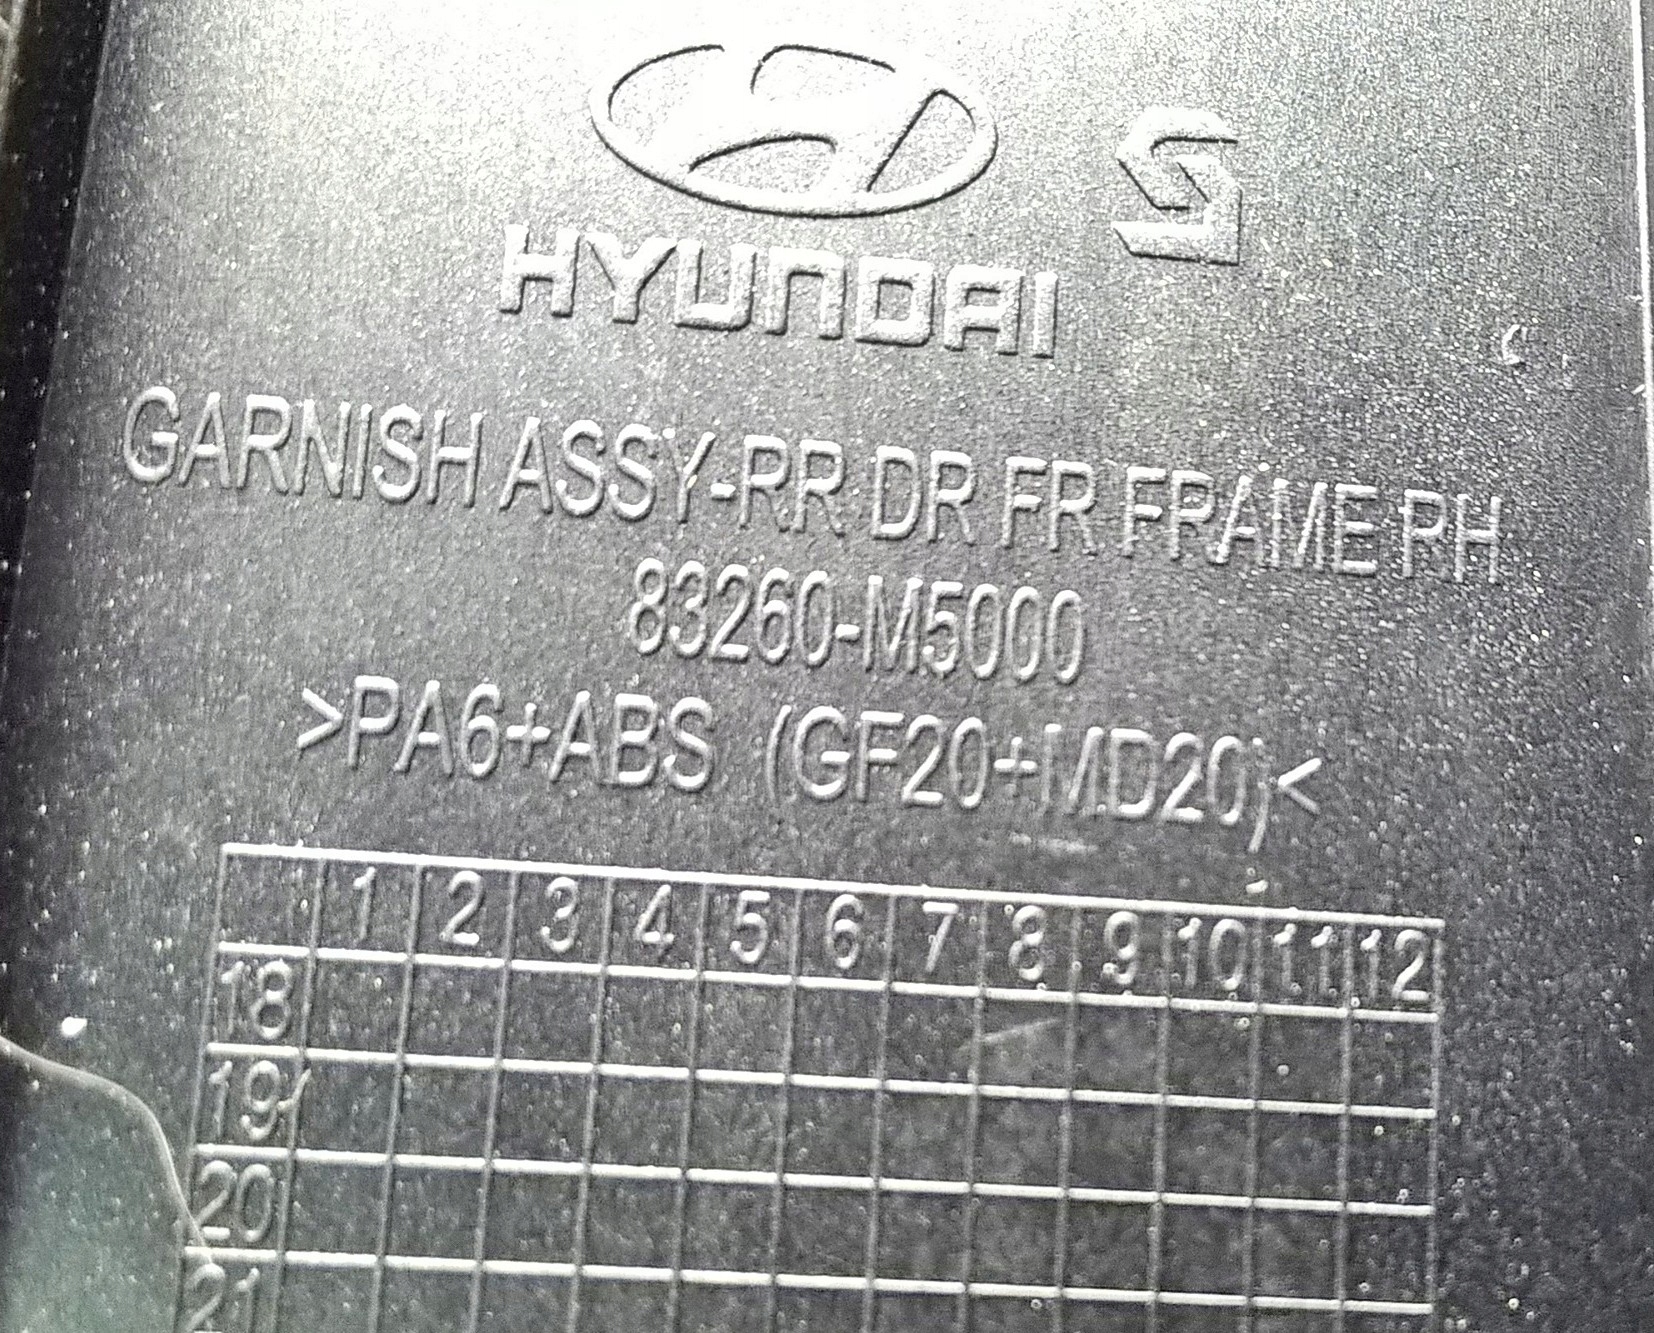 HYUNDAI
GARNISH ASSY-RR DR FR FRAME RH
83260-M5000
>PA6+ABS (GF20+MD20)<
1 2 3 4 5 6 7 8 9 10 11 12
18
19
20
21